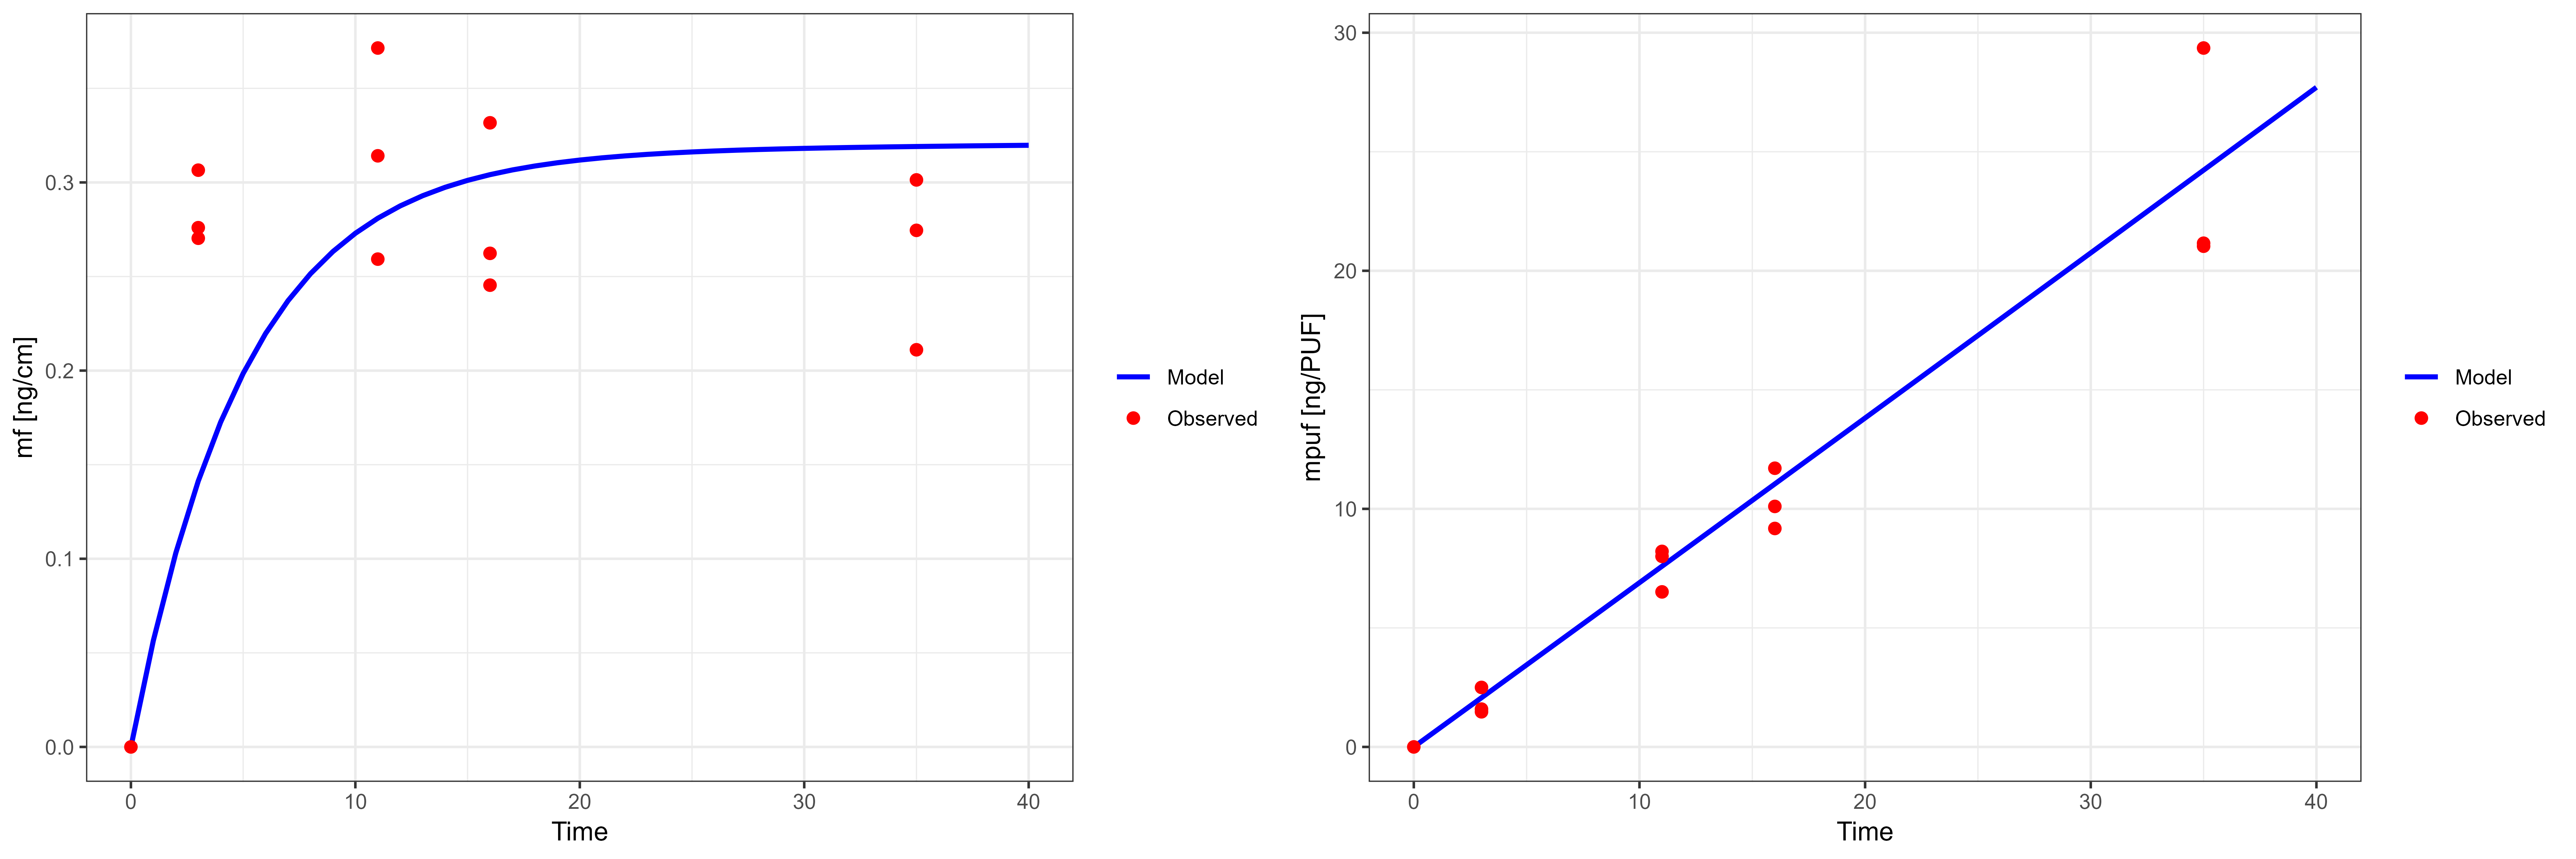 mf [ng/cm]
0.3
0.2
0.1
0.0
0 10 20 30 40
Time
Model
Observed
mpuf [ng/PUF]
30
20
10
0
0 10 20 30 40
Time
Model
Observed